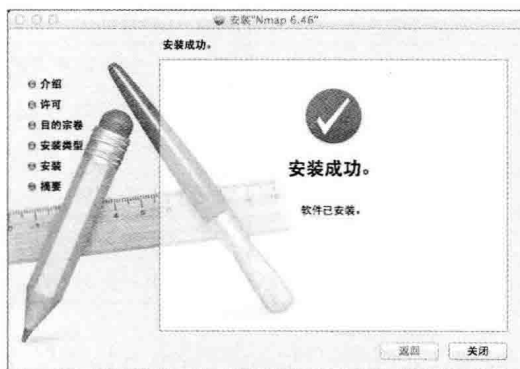 安装"Nmap 6.46"
安装成功。
介绍
许可
目的宗卷
安装类型
安装
摘要
安装成功。
软件已安装。
返回
关闭